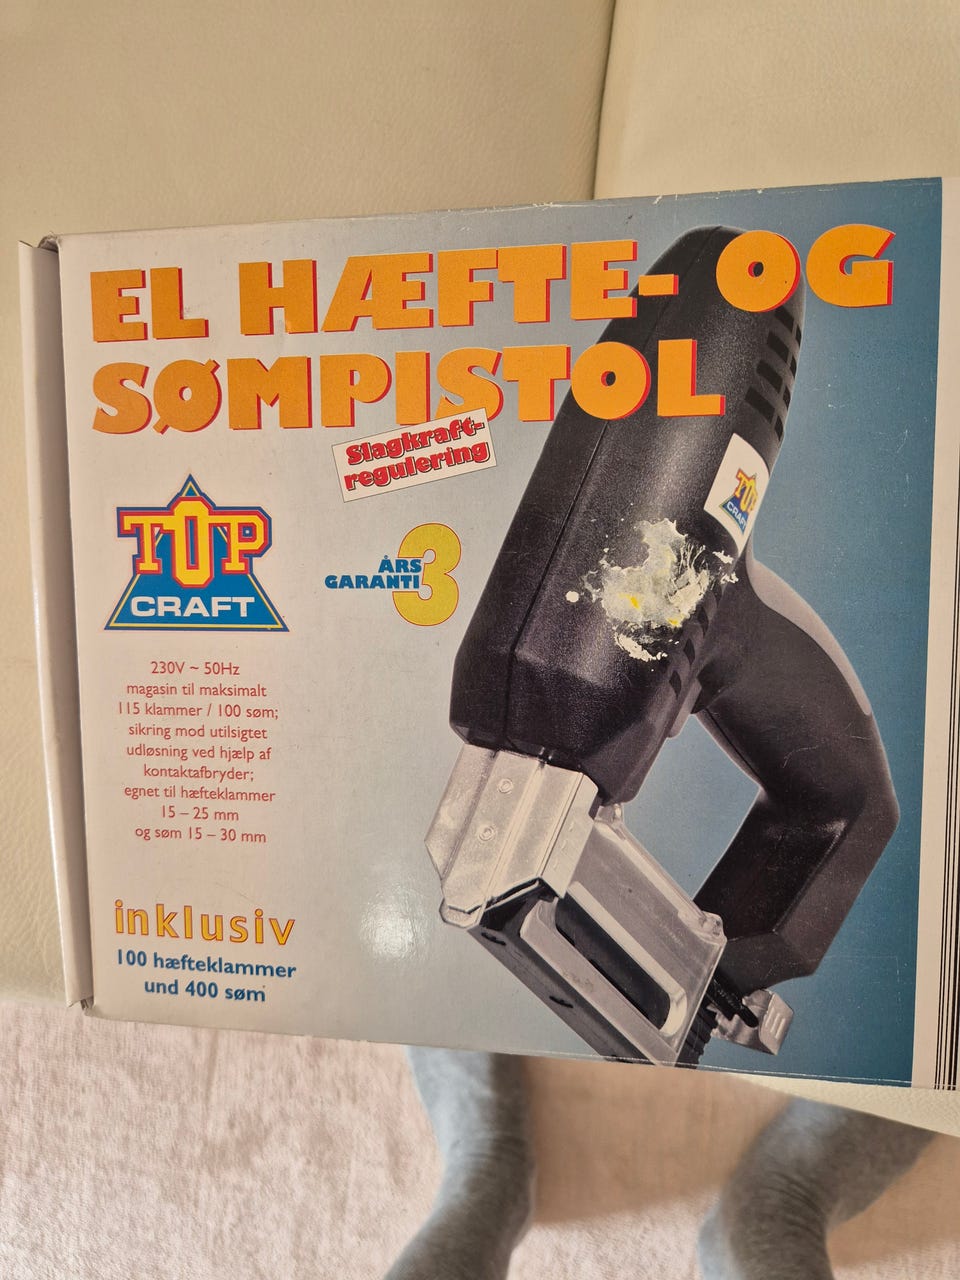 EL HÆFTE- OG
SØMPISTOL
Slagkraft-
regulering
TOP
CRAFT
ÅRS
GARANTI 3
230V ~ 50Hz
magasin til maksimalt
115 klammer / 100 søm;
sikring mod utilsigtet
udløsning ved hjælp af
kontaktafbryder;
egnet til hæfteklammer
15 – 25 mm
og søm 15 – 30 mm
inklusiv
100 hæfteklammer
und 400 søm
TOP
CRAFT